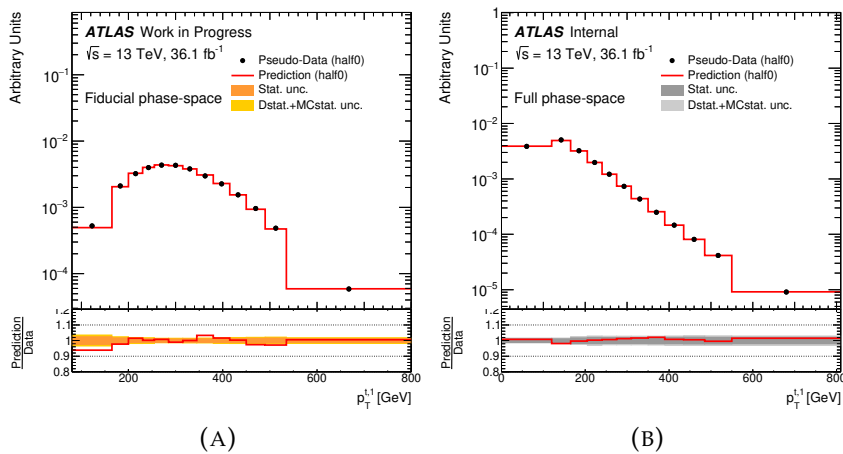 ATLAS Work in Progress
√s = 13 TeV, 36.1 fb⁻¹
Pseudo-Data (half0)
Prediction (half0)
Stat. unc.
Dstat.+MCstat. unc.
Fiducial phase-space
Arbitrary Units
10⁻¹
10⁻²
10⁻³
10⁻⁴
Prediction
Data
1.2
1.1
1.0
0.9
0.8
200 400 600 800
p_T^{t,1} [GeV]
(A)
ATLAS Internal
√s = 13 TeV, 36.1 fb⁻¹
Pseudo-Data (half0)
Prediction (half0)
Stat. unc.
Dstat.+MCstat. unc.
Full phase-space
Arbitrary Units
1
10⁻¹
10⁻²
10⁻³
10⁻⁴
10⁻⁵
Prediction
Data
1.2
1.1
1.0
0.9
0.8
0 200 400 600 800
p_T^{t,1} [GeV]
(B)